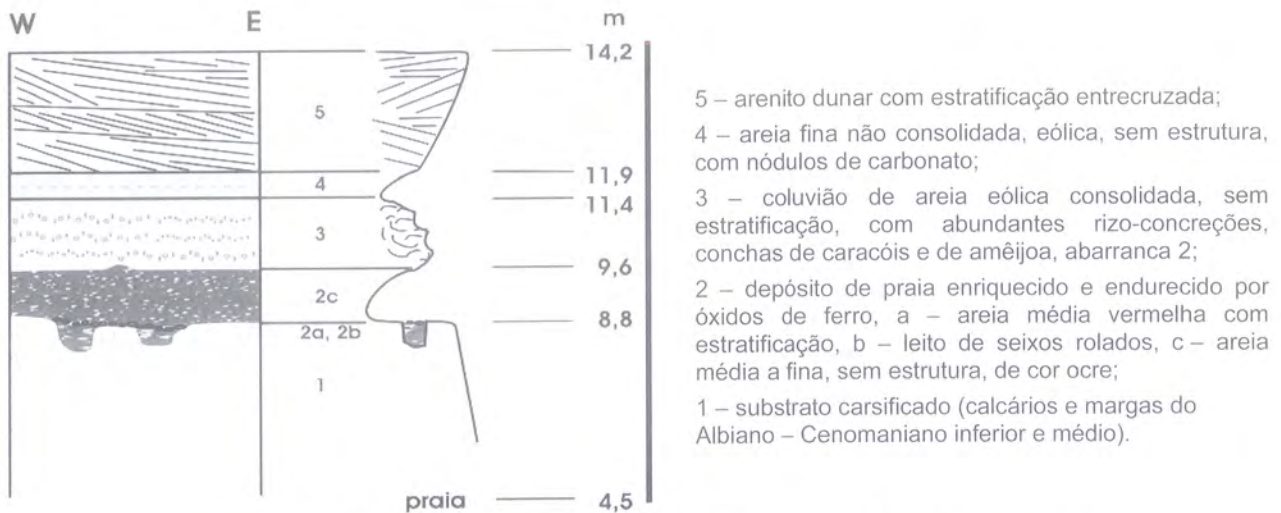 W E m
14,2
5
11,9
4
11,4
3
9,6
2c
8,8
2a, 2b
1
praia 4,5
5 – arenito dunar com estratificação entrecruzada;
4 – areia fina não consolidada, eólica, sem estrutura,
com nódulos de carbonato;
3 – coluvião de areia eólica consolidada, sem
estratificação, com abundantes rizo-concreções,
conchas de caracóis e de amêijoa, abarranca 2;
2 – depósito de praia enriquecido e endurecido por
óxidos de ferro, a – areia média vermelha com
estratificação, b – leito de seixos rolados, c – areia
média a fina, sem estrutura, de cor ocre;
1 – substrato carsificado (calcários e margas do
Albiano – Cenomaniano inferior e médio).